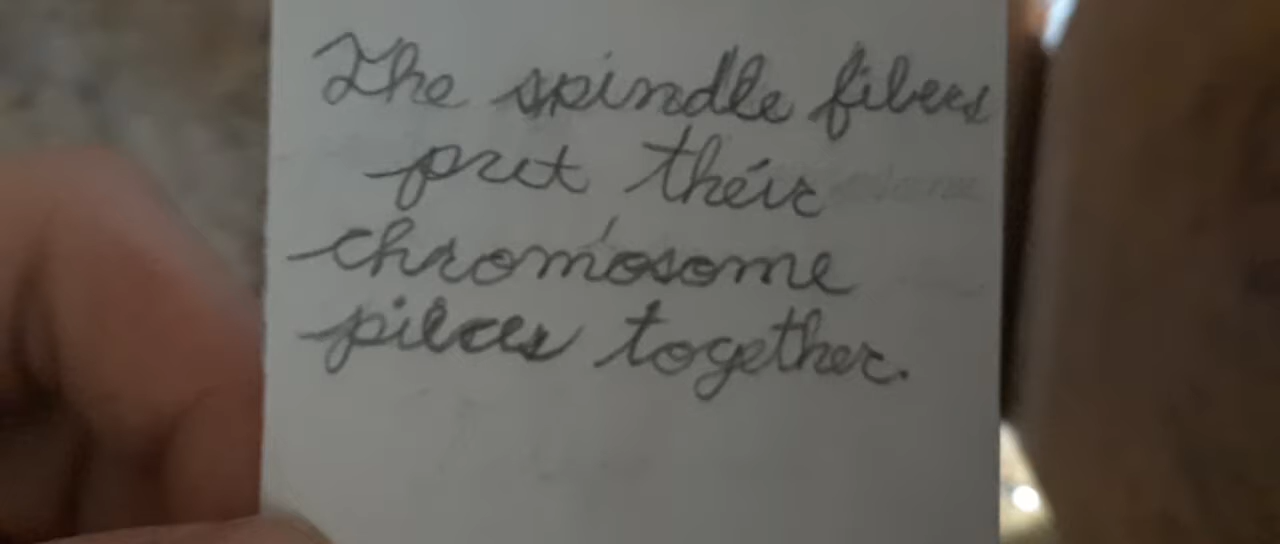 The spindle fibers
put their
chromosome
pieces together.